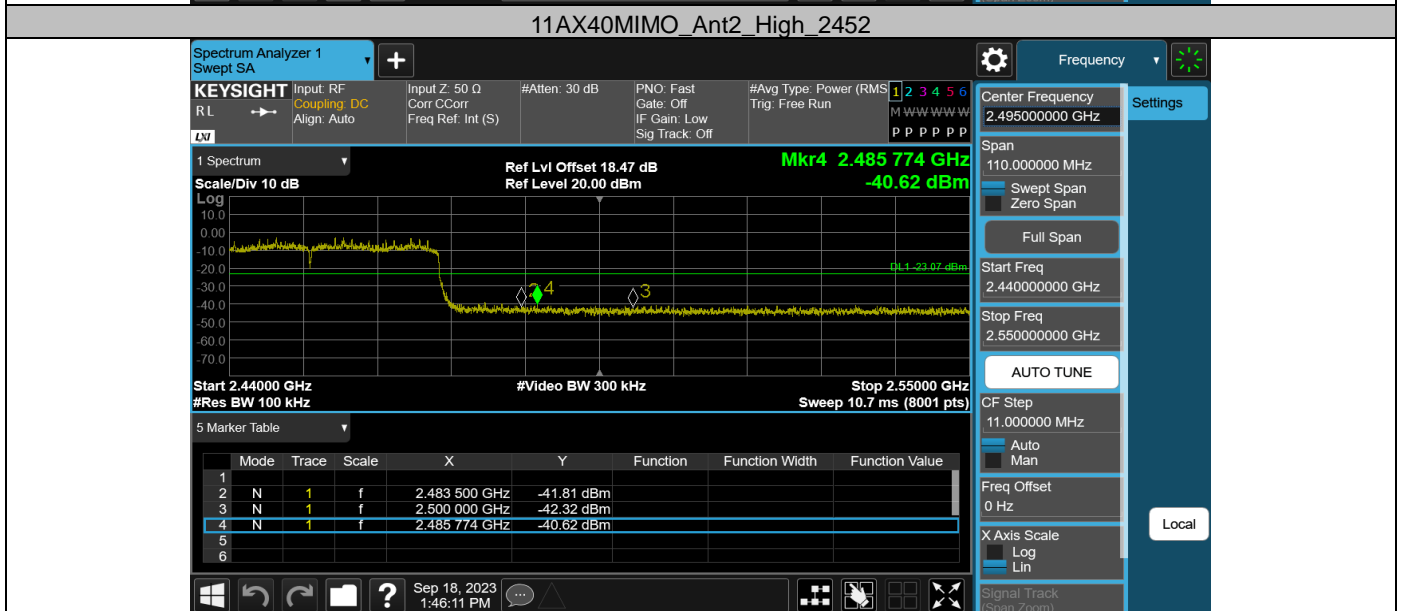 11AX40MIMO_Ant2_High_2452
Spectrum Analyzer 1
Swept SA
+
Frequency
KEYSIGHT
RL
LXI
Input: RF
Coupling: DC
Align: Auto
Input Z: 50 Ω
Corr CCorr
Freq Ref: Int (S)
#Atten: 30 dB
PNO: Fast
Gate: Off
IF Gain: Low
Sig Track: Off
#Avg Type: Power (RMS
Trig: Free Run
1 2 3 4 5 6
M W W W W W
P P P P P P
Center Frequency
2.495000000 GHz
Settings
1 Spectrum
Scale/Div 10 dB
Ref Lvl Offset 18.47 dB
Ref Level 20.00 dBm
Mkr4 2.485 774 GHz
-40.62 dBm
Span
110.000000 MHz
Swept Span
Zero Span
Full Span
Log
10.0
0.00
-10.0
-20.0
-30.0
-40.0
-50.0
-60.0
-70.0
DL1 -23.07 dBm
2 4
3
Start Freq
2.440000000 GHz
Stop Freq
2.550000000 GHz
AUTO TUNE
Start 2.44000 GHz
#Video BW 300 kHz
Stop 2.55000 GHz
#Res BW 100 kHz
Sweep 10.7 ms (8001 pts)
CF Step
11.000000 MHz
Auto
Man
5 Marker Table
Mode Trace Scale X Y Function Function Width Function Value
1
2 N 1 f 2.483 500 GHz -41.81 dBm
3 N 1 f 2.500 000 GHz -42.32 dBm
4 N 1 f 2.485 774 GHz -40.62 dBm
5
6
Freq Offset
0 Hz
X Axis Scale
Log
Lin
Local
Signal Track
(Span Zoom)
?
Sep 18, 2023
1:46:11 PM